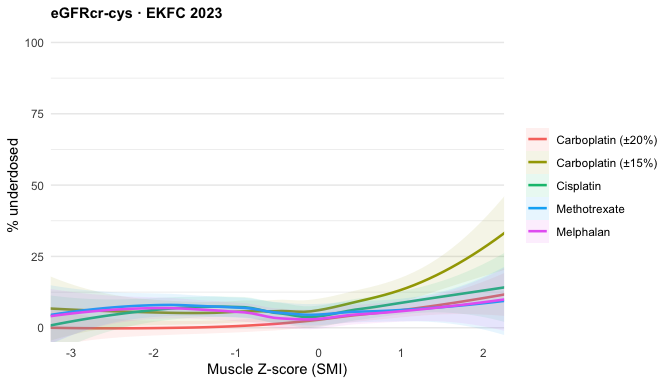 eGFRcr-cys · EKFC 2023
100
75
50
25
0
% underdosed
-3
-2
-1
0
1
2
Muscle Z-score (SMI)
Carboplatin (±20%)
Carboplatin (±15%)
Cisplatin
Methotrexate
Melphalan